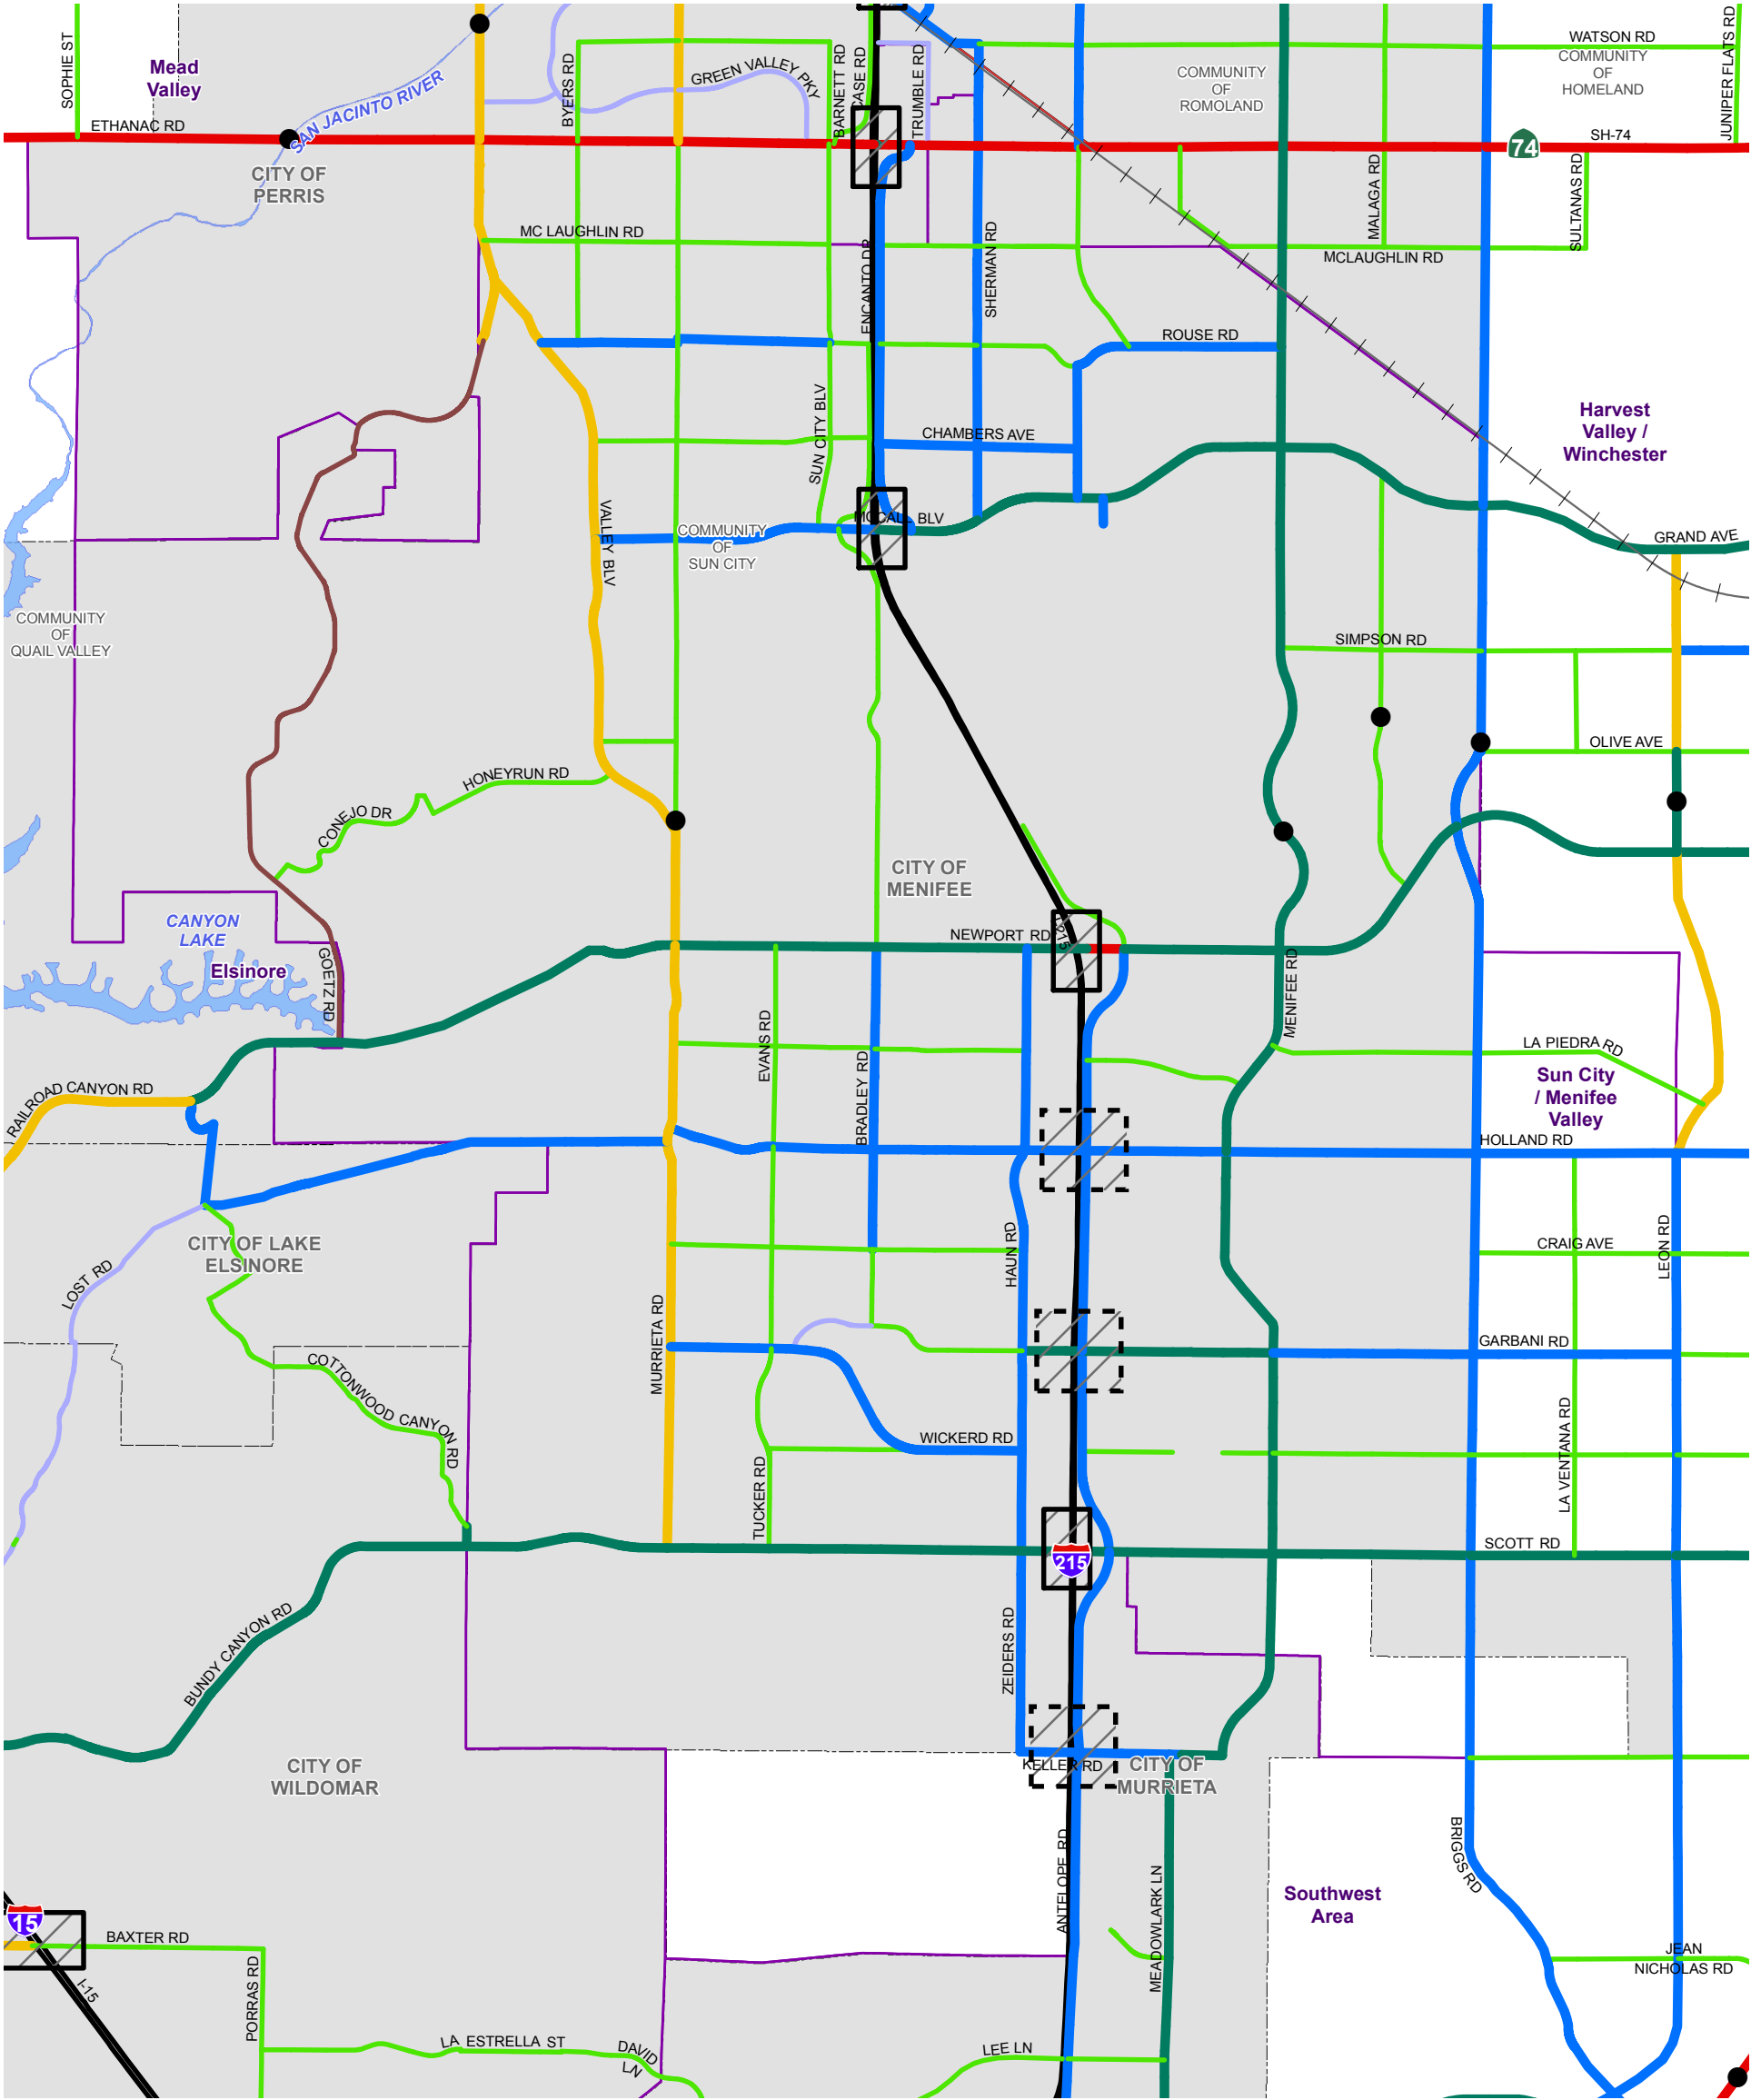 SOPHIE ST
Mead
Valley
SAN JACINTO RIVER
ETHANAC RD
CITY OF
PERRIS
BYERS RD
GREEN VALLEY PKY
BARNETT RD
CASE RD
TRUMBLE RD
WATSON RD
COMMUNITY
OF
HOMELAND
COMMUNITY
OF
ROMOLAND
JUNIPER FLATS RD
SH-74
74
MALAGA RD
SULTANAS RD
MC LAUGHLIN RD
ENCANTO DR
SHERMAN RD
MCLAUGHLIN RD
ROUSE RD
SUN CITY BLV
CHAMBERS AVE
Harvest
Valley /
Winchester
VALLEY BLV
COMMUNITY
OF
SUN CITY
MCCALL BLV
GRAND AVE
COMMUNITY
OF
QUAIL VALLEY
SIMPSON RD
OLIVE AVE
HONEYRUN RD
CONEJO DR
CITY OF
MENIFEE
CANYON
LAKE
Elsinore
GOETZ RD
NEWPORT RD
I-215
MENIFEE RD
EVANS RD
BRADLEY RD
LA PIEDRA RD
RAILROAD CANYON RD
Sun City
/ Menifee
Valley
HOLLAND RD
CITY OF LAKE
ELSINORE
LOST RD
HAUN RD
CRAIG AVE
LEON RD
MURRIETA RD
GARBANI RD
COTTONWOOD CANYON RD
WICKERD RD
LA VENTANA RD
TUCKER RD
SCOTT RD
215
BUNDY CANYON RD
ZEIDERS RD
CITY OF
WILDOMAR
KELLER RD
CITY OF
MURRIETA
BRIGGS RD
ANTELOPE RD
MEADOWLARK LN
Southwest
Area
15
BAXTER RD
I-15
PORRAS RD
JEAN
NICHOLAS RD
LA ESTRELLA ST
DAVID
LN
LEE LN